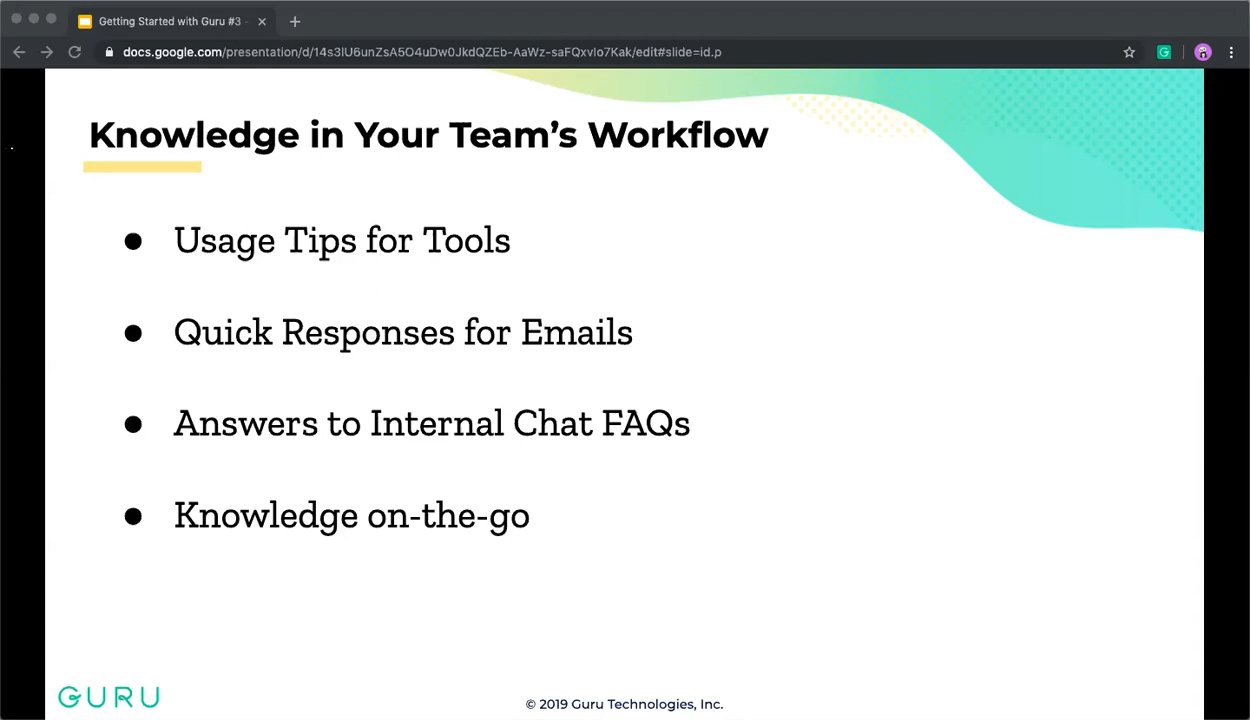 Getting Started with Guru #3 -
docs.google.com/presentation/d/14s3lU6unZsA5O4uDw0JkdQZEb-AaWz-saFQxvlo7Kak/edit#slide=id.p
Knowledge in Your Team's Workflow
● Usage Tips for Tools
● Quick Responses for Emails
● Answers to Internal Chat FAQs
● Knowledge on-the-go
GURU
© 2019 Guru Technologies, Inc.